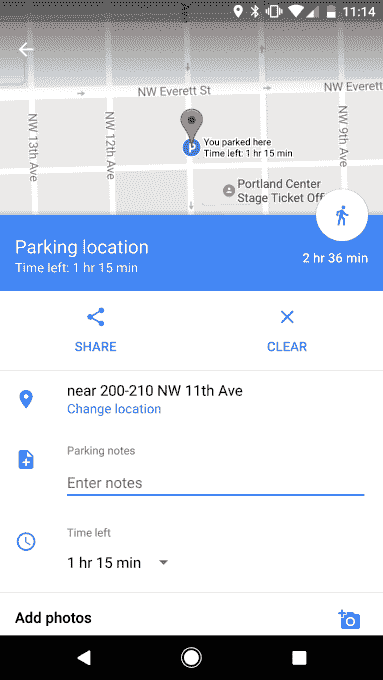 11:14
NW Everett St
NW Everett
NW 13th Ave
NW 12th Ave
NW 9th Ave
You parked here
Time left: 1 hr 15 min
Portland Center
Stage Ticket Off
Parking location
Time left: 1 hr 15 min
2 hr 36 min
SHARE
CLEAR
near 200-210 NW 11th Ave
Change location
Parking notes
Enter notes
Time left
1 hr 15 min
Add photos